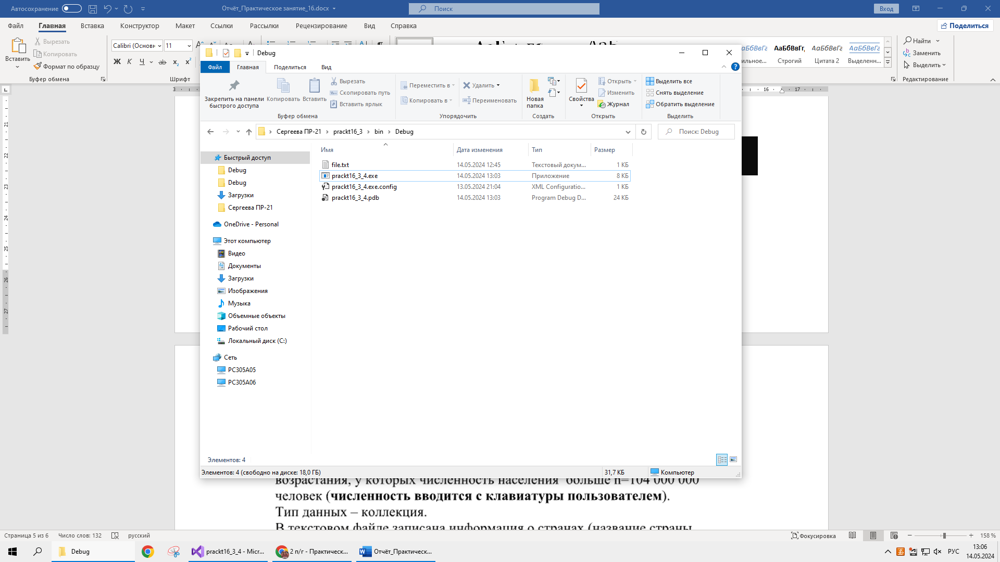 Автосохранение
Отчёт_Практическое занятие_16.docx
Поиск
Вход
Файл
Главная
Вставка
Конструктор
Макет
Ссылки
Рассылки
Рецензирование
Вид
Справка
Поделиться
Вставить
Вырезать
Копировать
Формат по образцу
Буфер обмена
Calibri (Основн
11
Ж К Ч ab x₂ x²
Шрифт
АаБбВвГг
АаБбВвГг,
АаБбВвГг
АаБбВвГг
ильное...
Строгий
Цитата 2
Выделенн...
Найти
Заменить
Выделить
Редактирование
Debug
Файл
Главная
Поделиться
Вид
Закрепить на панели быстрого доступа
Копировать
Вставить
Вырезать
Скопировать путь
Вставить ярлык
Буфер обмена
Переместить в
Копировать в
Удалить
Переименовать
Упорядочить
Новая папка
Создать
Свойства
Открыть
Изменить
Журнал
Открыть
Выделить все
Снять выделение
Обратить выделение
Выделить
Сергеева ПР-21 › prackt16_3 › bin › Debug
Поиск: Debug
Имя Дата изменения Тип Размер
file.txt 14.05.2024 12:45 Текстовый докум... 1 КБ
prackt16_3_4.exe 14.05.2024 13:03 Приложение 8 КБ
prackt16_3_4.exe.config 13.05.2024 21:04 XML Configuratio... 1 КБ
prackt16_3_4.pdb 14.05.2024 13:03 Program Debug D... 24 КБ
Быстрый доступ
Debug
Debug
Загрузки
Сергеева ПР-21
OneDrive - Personal
Этот компьютер
Видео
Документы
Загрузки
Изображения
Музыка
Объемные объекты
Рабочий стол
Локальный диск (C:)
Сеть
PC305A05
PC305A06
Элементов: 4
Элементов: 4 (свободно на диске: 18,0 ГБ)
31,7 КБ
Компьютер
возрастания, у которых численность населения больше n=104 000 000
человек (численность вводится с клавиатуры пользователем).
Тип данных – коллекция.
В текстовом файле записана информация о странах (название страны
Страница 5 из 6
Число слов: 132
русский
Фокусировка
158 %
Debug
prackt16_3_4 - Micr...
2 п/г - Практическ...
Отчёт_Практическ...
РУС
13:06
14.05.2024